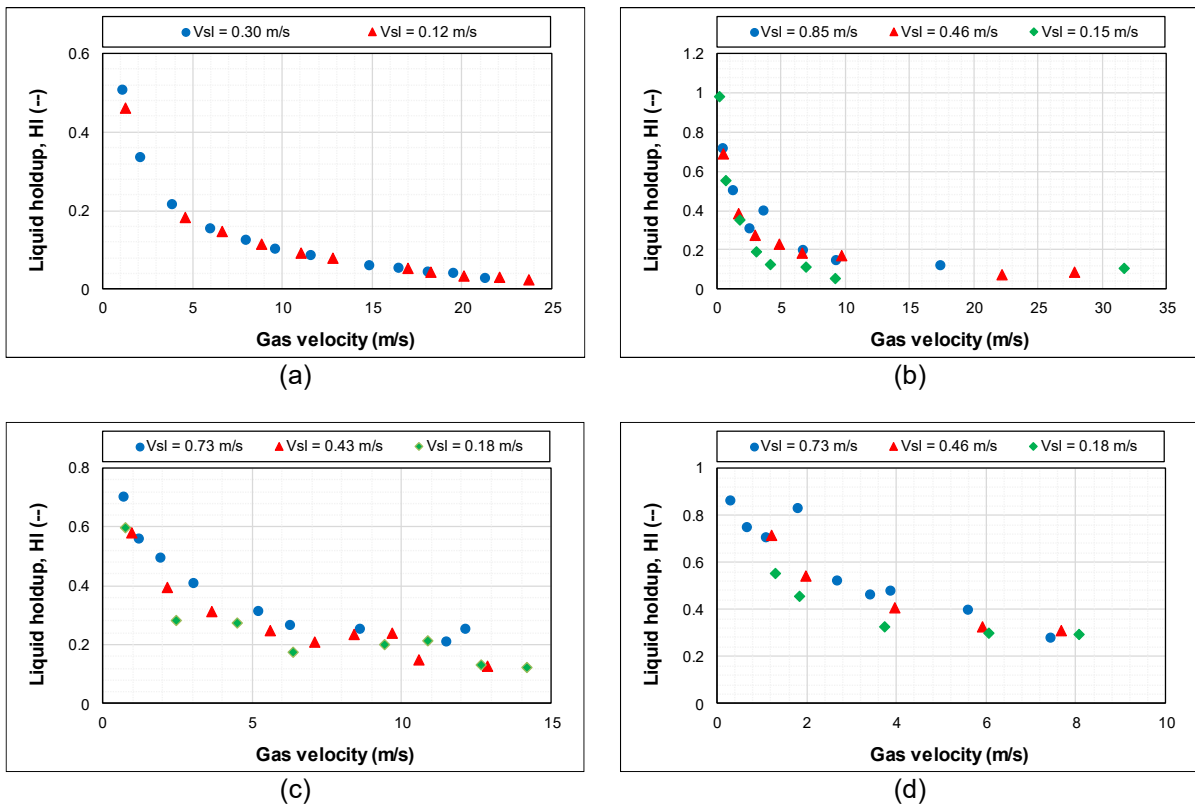 Vsl = 0.30 m/s Vsl = 0.12 m/s
0.6
0.4
0.2
0
0 5 10 15 20 25
Liquid holdup, Hl (--)
Gas velocity (m/s)
(a)
Vsl = 0.85 m/s Vsl = 0.46 m/s Vsl = 0.15 m/s
1.2
1
0.8
0.6
0.4
0.2
0
0 5 10 15 20 25 30 35
Liquid holdup, Hl (--)
Gas velocity (m/s)
(b)
Vsl = 0.73 m/s Vsl = 0.43 m/s Vsl = 0.18 m/s
0.8
0.6
0.4
0.2
0
0 5 10 15
Liquid holdup, Hl (--)
Gas velocity (m/s)
(c)
Vsl = 0.73 m/s Vsl = 0.46 m/s Vsl = 0.18 m/s
1
0.8
0.6
0.4
0.2
0
0 2 4 6 8 10
Liquid holdup, Hl (--)
Gas velocity (m/s)
(d)